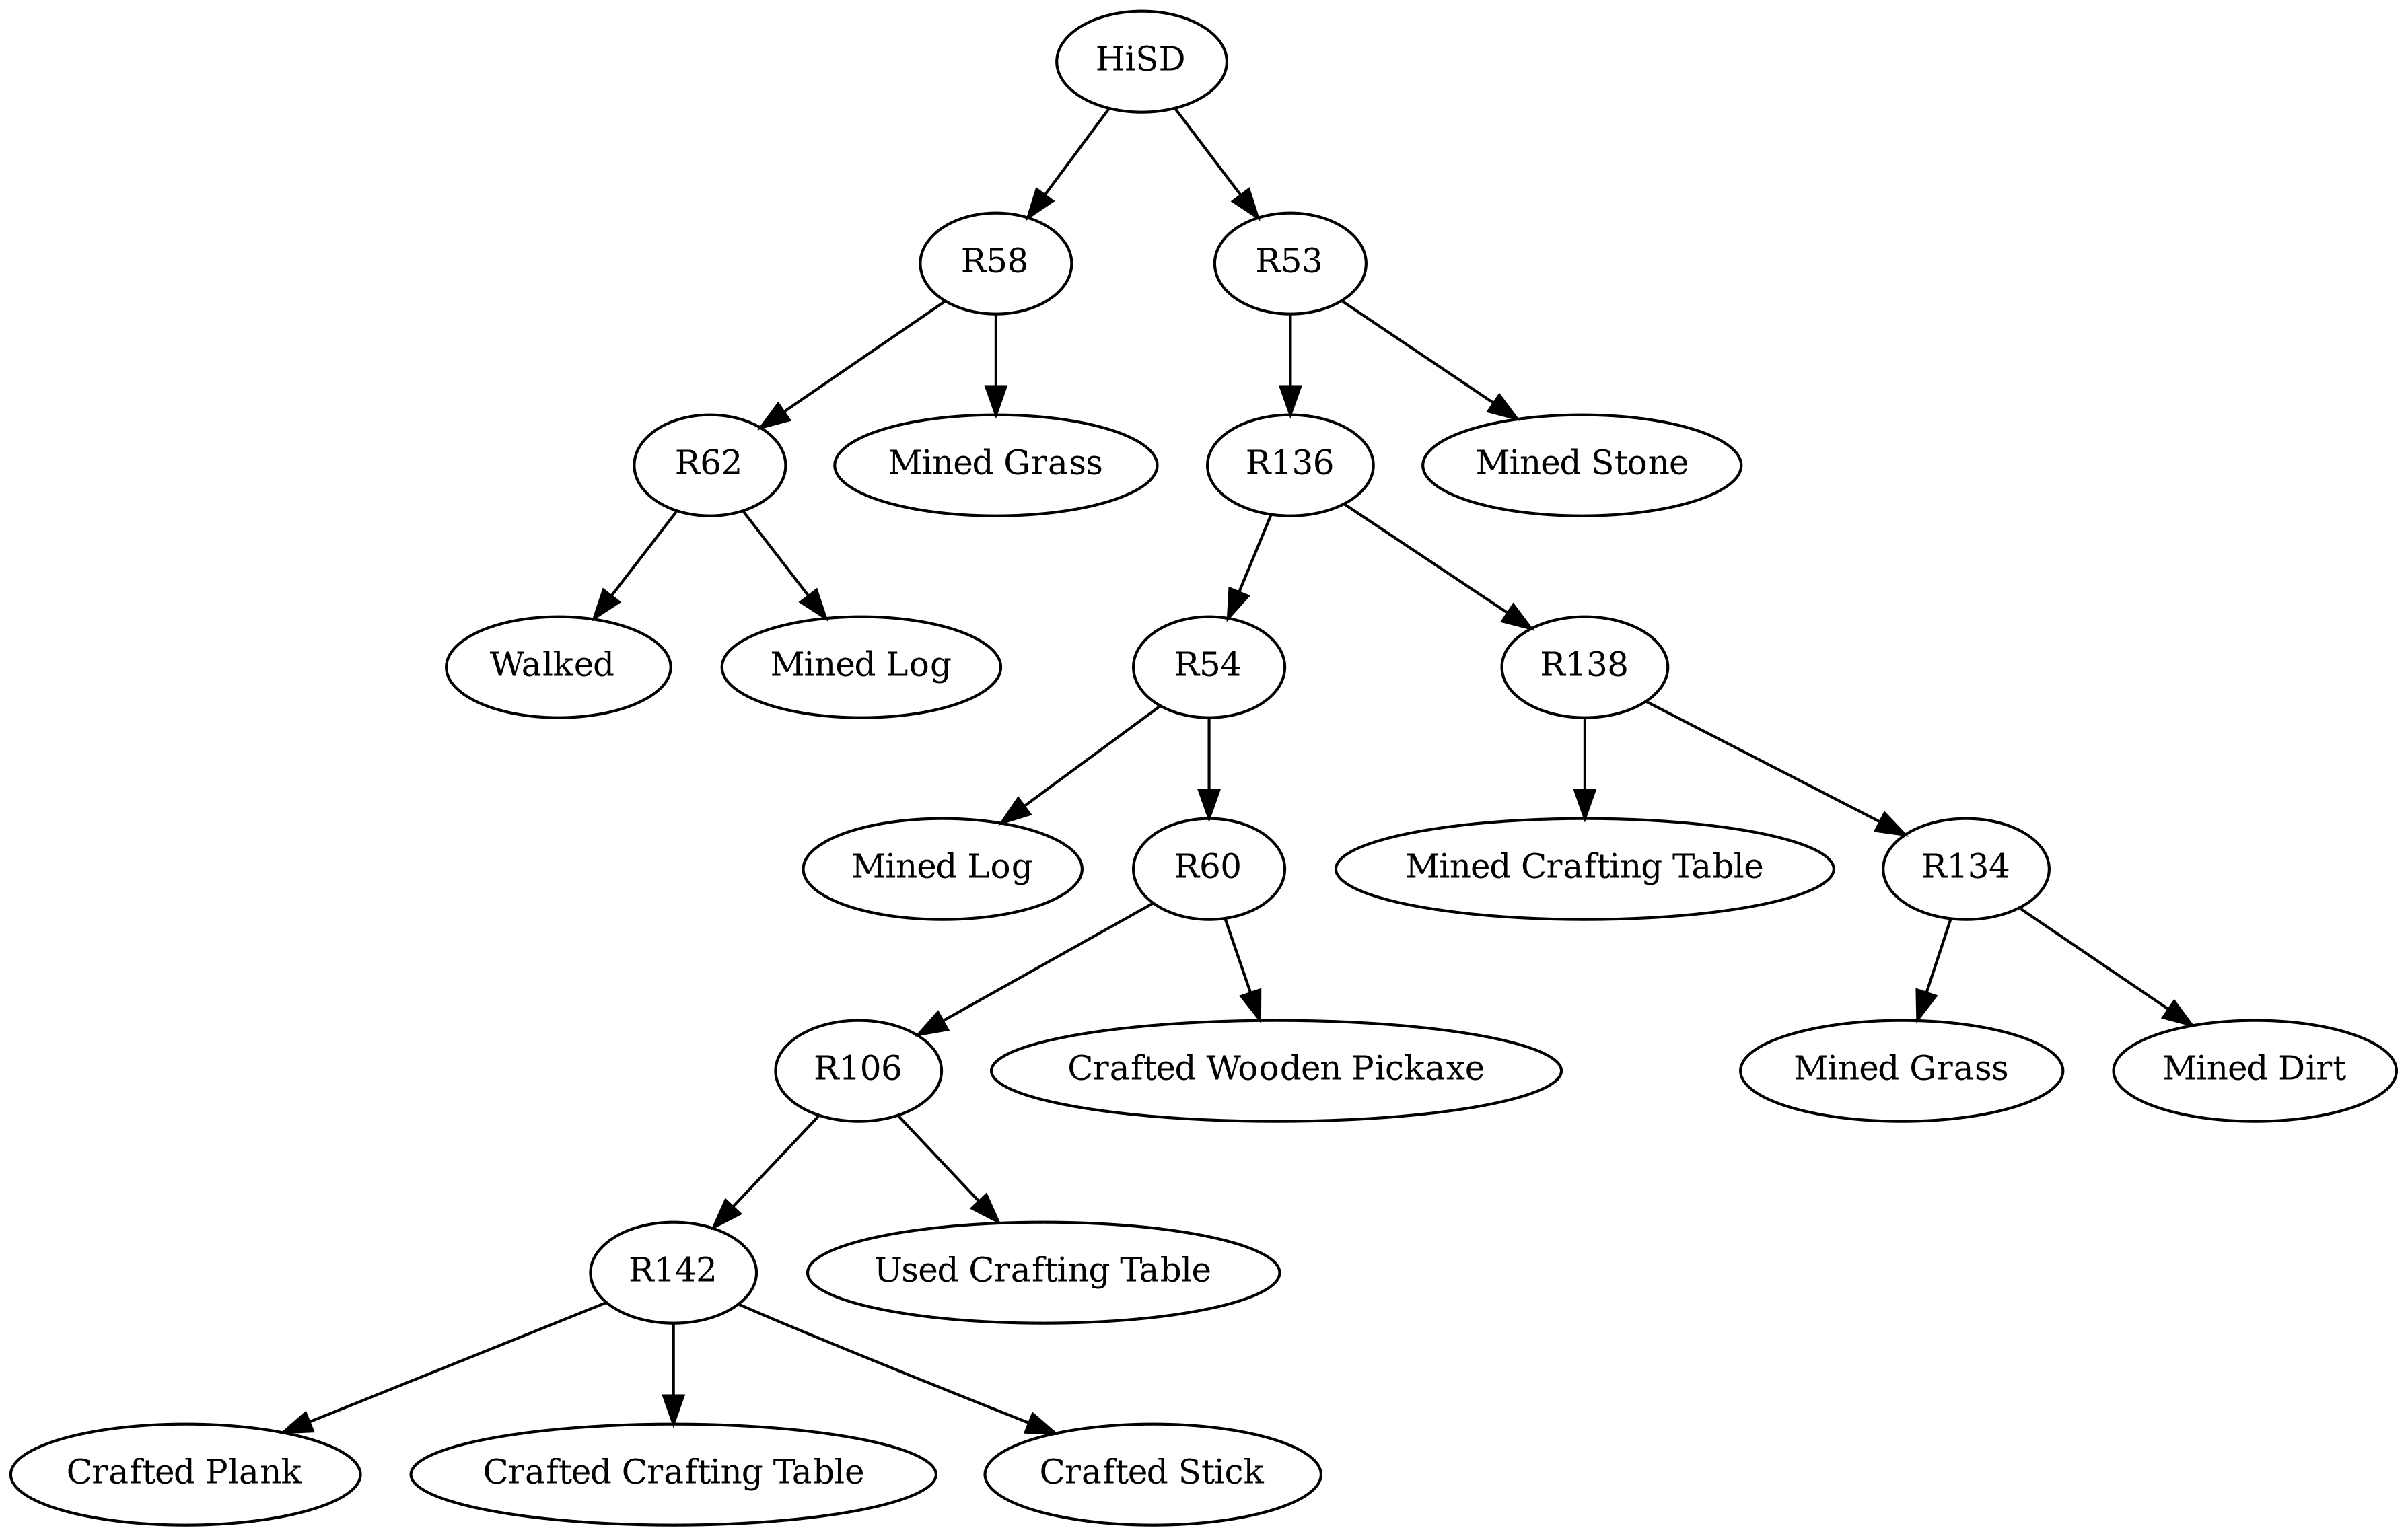 HiSD
R58
R53
R62
Mined Grass
R136
Mined Stone
Walked
Mined Log
R54
R138
Mined Log
R60
Mined Crafting Table
R134
R106
Crafted Wooden Pickaxe
Mined Grass
Mined Dirt
R142
Used Crafting Table
Crafted Plank
Crafted Crafting Table
Crafted Stick